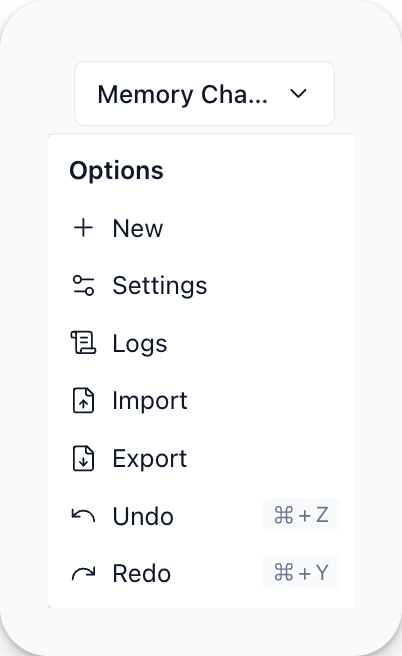 Memory Cha...
Options
New
Settings
Logs
Import
Export
Undo ⌘ + Z
Redo ⌘ + Y